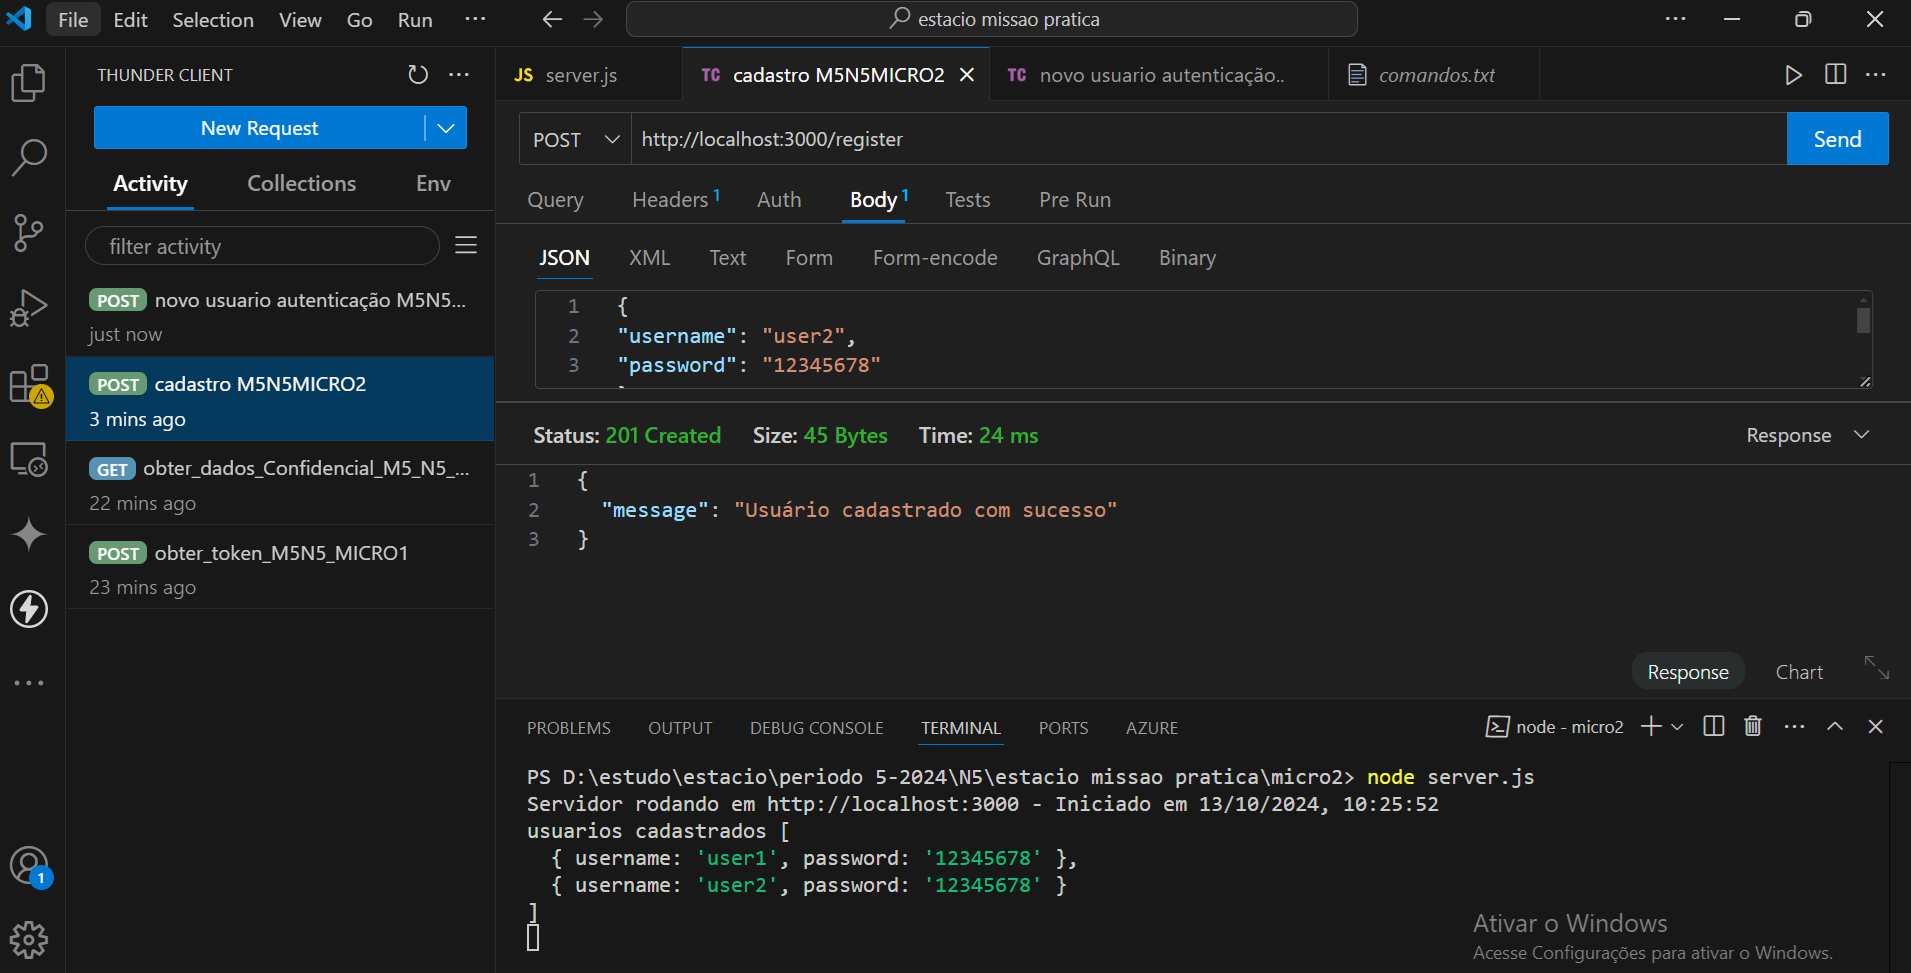 File Edit Selection View Go Run ···
estacio missao pratica
THUNDER CLIENT
New Request
Activity Collections Env
filter activity
POST novo usuario autenticação M5N5...
just now
POST cadastro M5N5MICRO2
3 mins ago
GET obter_dados_Confidencial_M5_N5_...
22 mins ago
POST obter_token_M5N5_MICRO1
23 mins ago
1
JS server.js
TC cadastro M5N5MICRO2
TC novo usuario autenticação..
comandos.txt
POST http://localhost:3000/register Send
Query Headers 1 Auth Body 1 Tests Pre Run
JSON XML Text Form Form-encode GraphQL Binary
1 {
2 "username": "user2",
3 "password": "12345678"
Status: 201 Created Size: 45 Bytes Time: 24 ms Response
1 {
2 "message": "Usuário cadastrado com sucesso"
3 }
Response Chart
PROBLEMS OUTPUT DEBUG CONSOLE TERMINAL PORTS AZURE
node - micro2
PS D:\estudo\estacio\periodo 5-2024\N5\estacio missao pratica\micro2> node server.js
Servidor rodando em http://localhost:3000 - Iniciado em 13/10/2024, 10:25:52
usuarios cadastrados [
{ username: 'user1', password: '12345678' },
{ username: 'user2', password: '12345678' }
]
Ativar o Windows
Acesse Configurações para ativar o Windows.